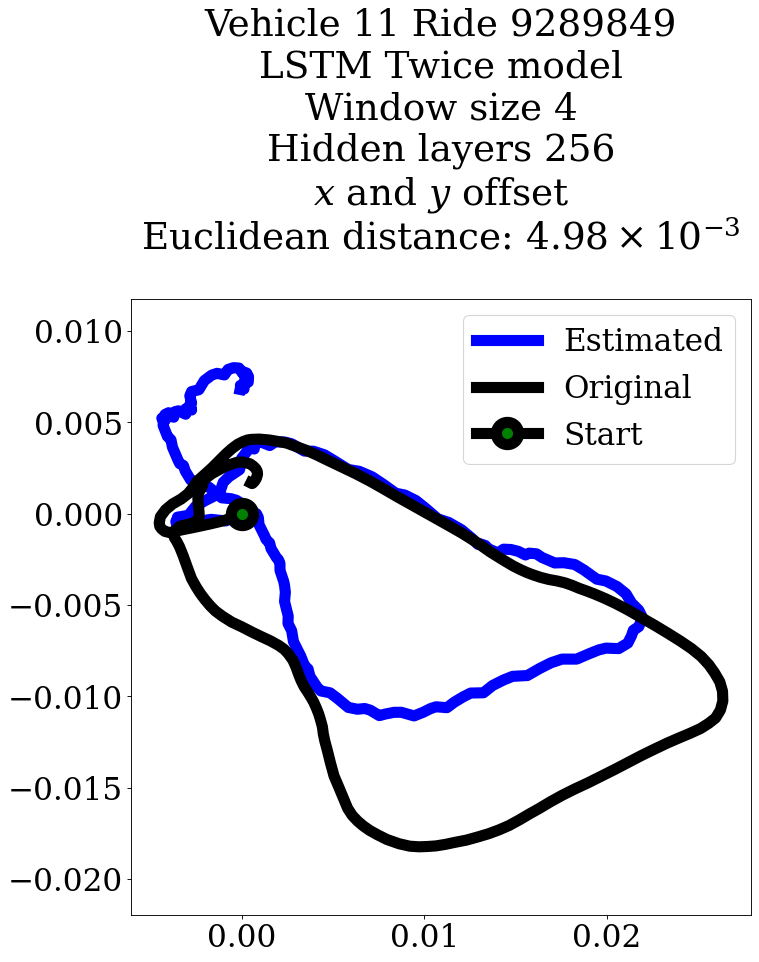 Vehicle 11 Ride 9289849
LSTM Twice model
Window size 4
Hidden layers 256
x and y offset
Euclidean distance: 4.98 × 10⁻³
Estimated
Original
Start
0.010
0.005
0.000
−0.005
−0.010
−0.015
−0.020
0.00 0.01 0.02